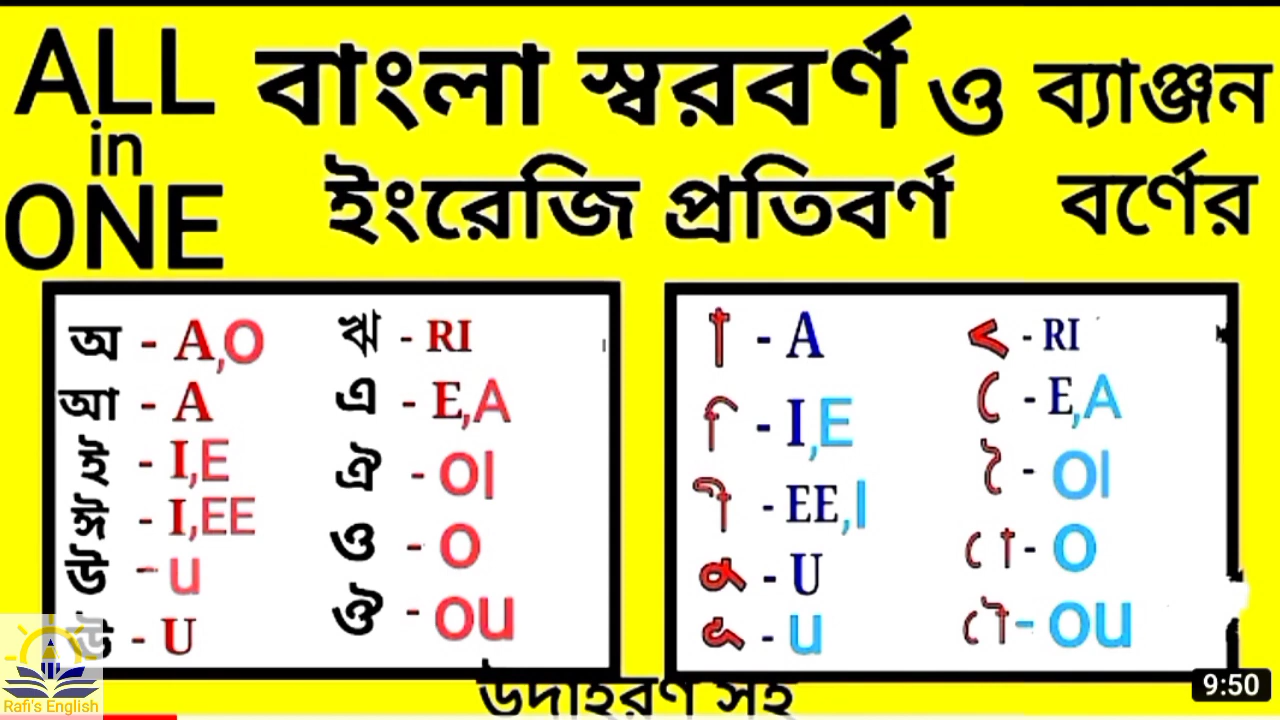 ALL in ONE
বাংলা স্বরবর্ণ ও ব্যাঞ্জন
ইংরেজি প্রতিবর্ণ বর্ণের
অ - A,O
আ - A
ই - I,E
ঈ - I,EE
উ - u
ঊ - U
ঋ - RI
এ - E,A
ঐ - OI
ও - O
ঔ - OU
া - A
ি - I,E
ী - EE,I
ু - U
ূ - u
ৃ - RI
ে - E,A
ৈ - OI
ো - O
ৌ - OU
উদাহরণ সহ
Rafi's English
9:50